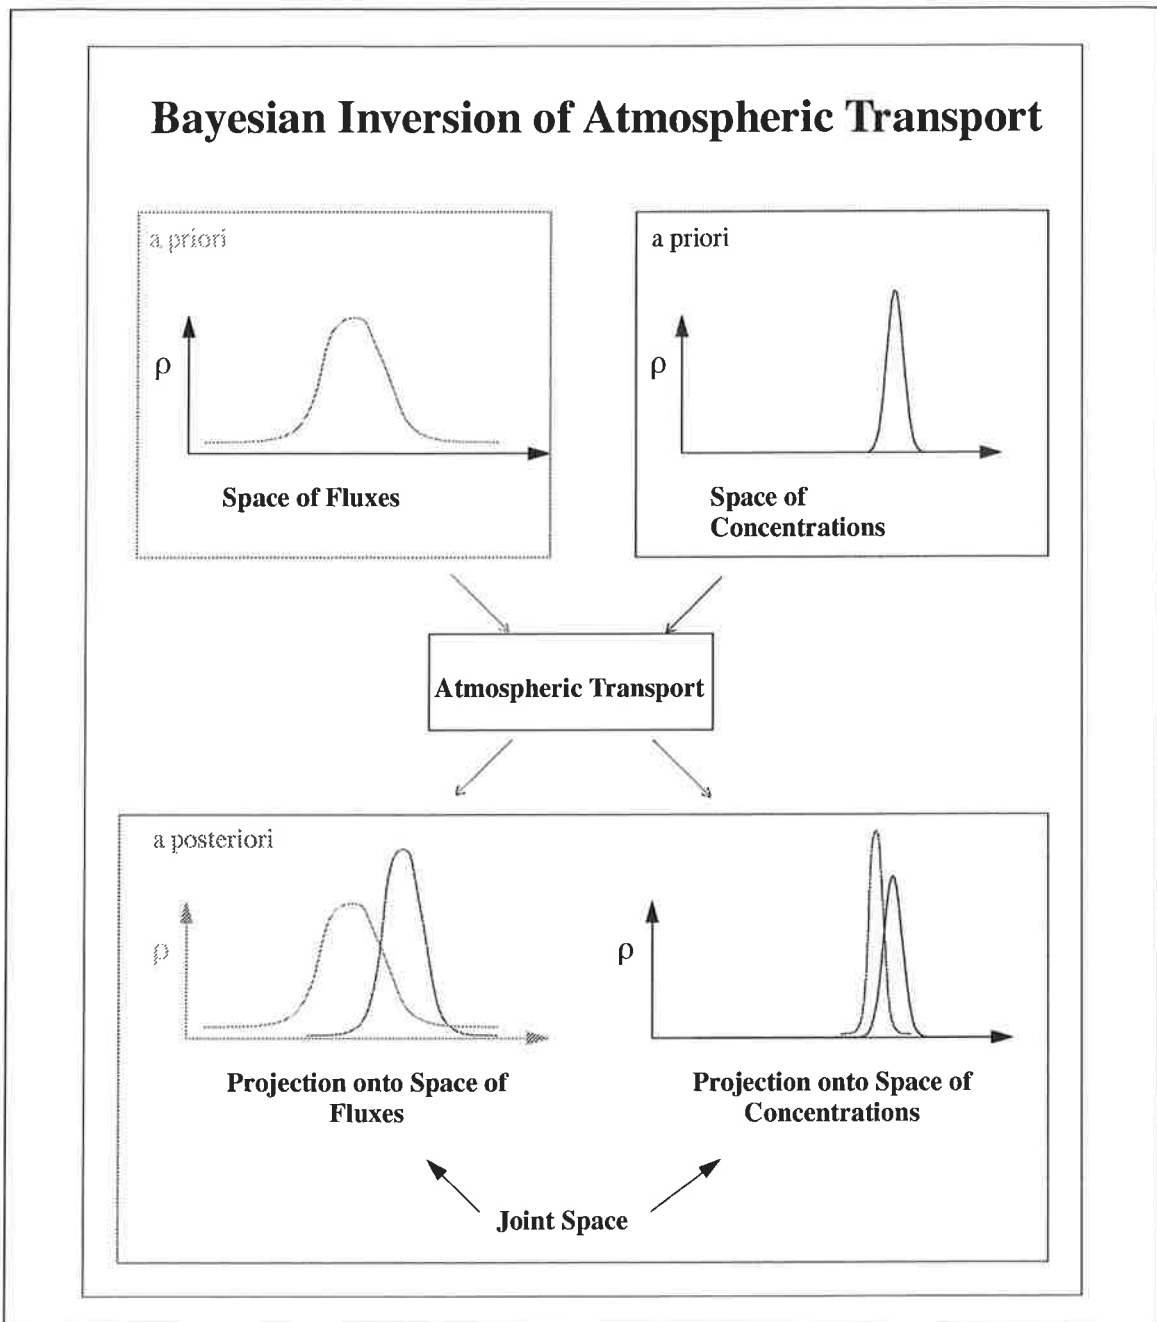 Bayesian Inversion of Atmospheric Transport
a priori
ρ
Space of Fluxes
a priori
ρ
Space of
Concentrations
Atmospheric Transport
a posteriori
ρ
Projection onto Space of
Fluxes
ρ
Projection onto Space of
Concentrations
Joint Space